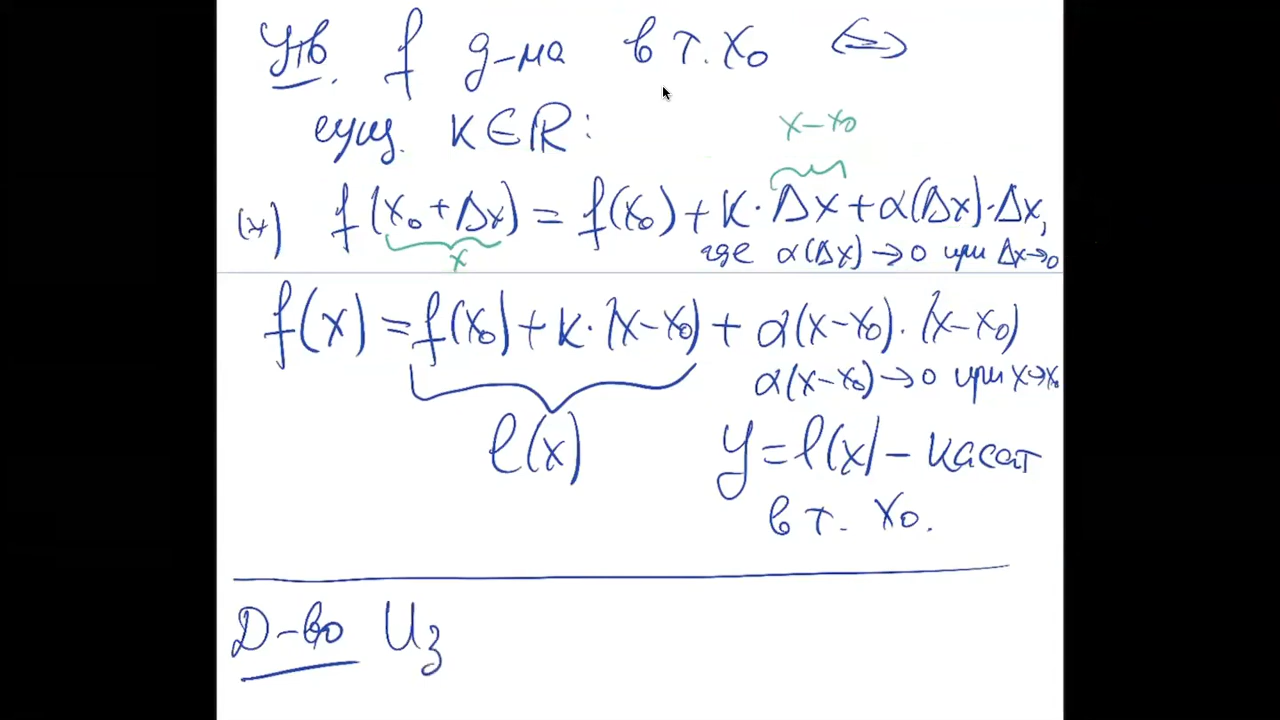 Утв. f д-ма в т. x₀ ⟺
сущ. K∈ℝ:
x-x₀
(*) f(x₀+Δx) = f(x₀)+K·Δx+α(Δx)·Δx,
x
где α(Δx)→0 при Δx→0
f(x) = f(x₀)+K·(x-x₀) + α(x-x₀)·(x-x₀)
α(x-x₀)→0 при x→x₀
l(x)
y=l(x) – касат
в т. x₀.
Д-во Из